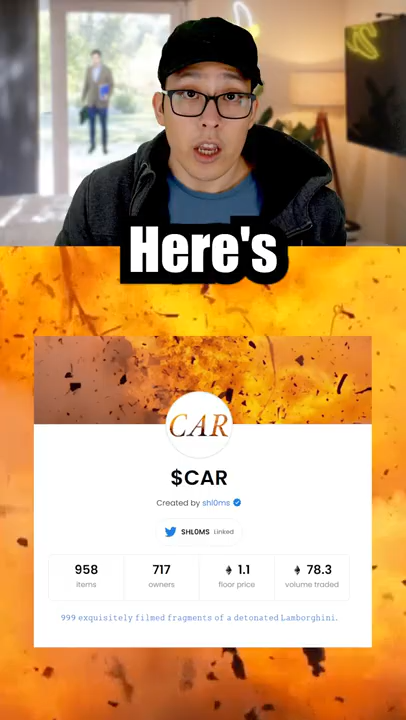 Here's
CAR
$CAR
Created by shl0ms
SHL0MS Linked
958 717 1.1 78.3
items owners floor price volume traded
999 exquisitely filmed fragments of a detonated Lamborghini.